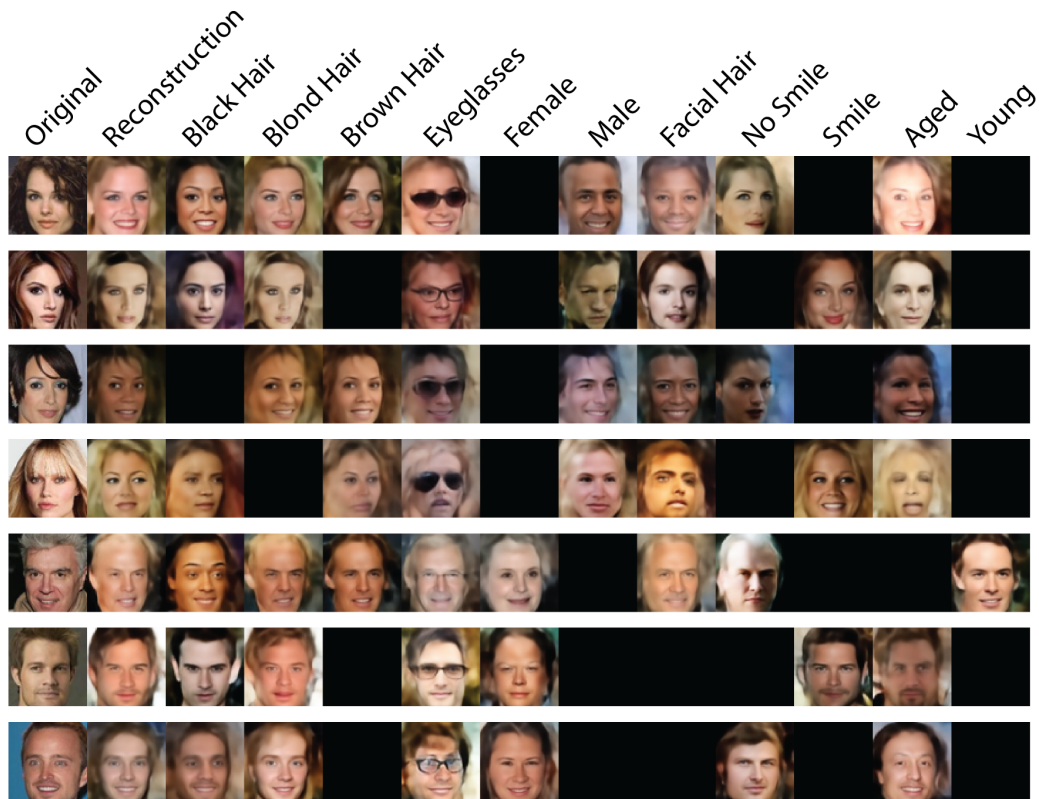 Original
Reconstruction
Black Hair
Blond Hair
Brown Hair
Eyeglasses
Female
Male
Facial Hair
No Smile
Smile
Aged
Young